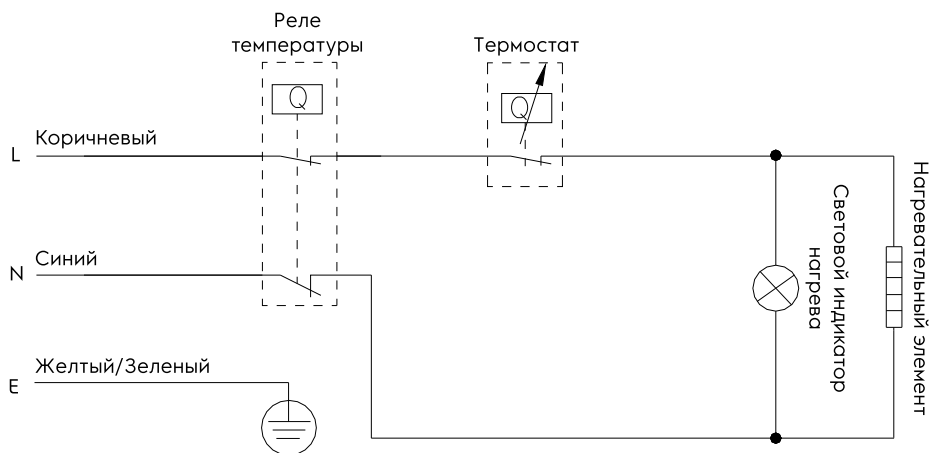 Реле
температуры
Термостат
Q
Q
Коричневый
L
Синий
N
Желтый/Зеленый
E
Световой индикатор
нагрева
Нагревательный элемент